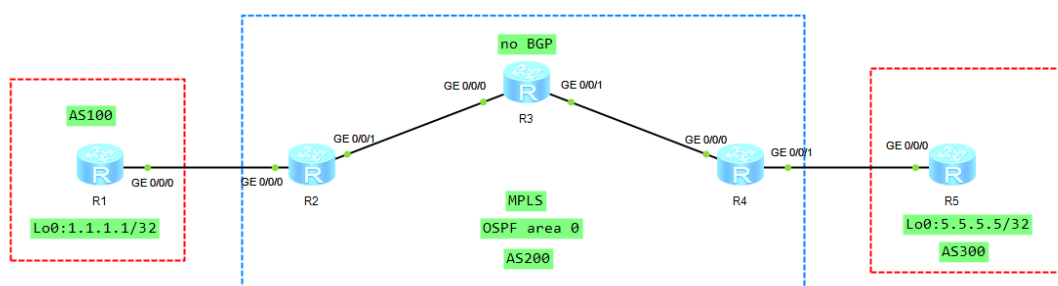 no BGP
GE 0/0/0
GE 0/0/1
R3
AS100
GE 0/0/1
GE 0/0/0
GE 0/0/1
GE 0/0/0
GE 0/0/0
GE 0/0/0
R1
R2
R4
R5
MPLS
Lo0:1.1.1.1/32
OSPF area 0
Lo0:5.5.5.5/32
AS200
AS300